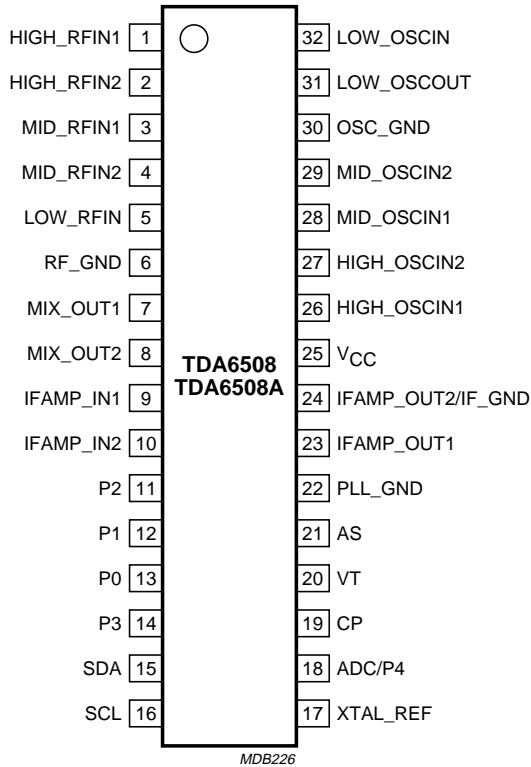 HIGH_RFIN1 1
HIGH_RFIN2 2
MID_RFIN1 3
MID_RFIN2 4
LOW_RFIN 5
RF_GND 6
MIX_OUT1 7
MIX_OUT2 8
IFAMP_IN1 9
IFAMP_IN2 10
P2 11
P1 12
P0 13
P3 14
SDA 15
SCL 16
TDA6508
TDA6508A
32 LOW_OSCIN
31 LOW_OSCOUT
30 OSC_GND
29 MID_OSCIN2
28 MID_OSCIN1
27 HIGH_OSCIN2
26 HIGH_OSCIN1
25 VCC
24 IFAMP_OUT2/IF_GND
23 IFAMP_OUT1
22 PLL_GND
21 AS
20 VT
19 CP
18 ADC/P4
17 XTAL_REF
MDB226